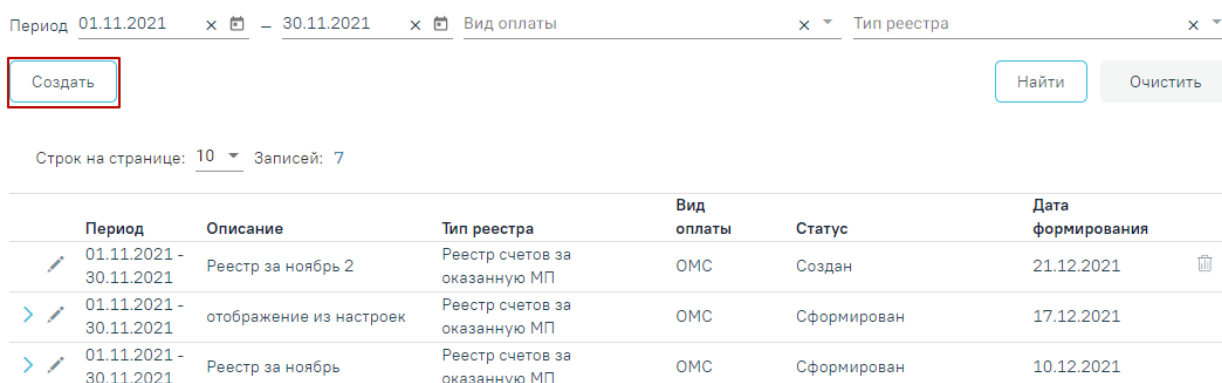 Период 01.11.2021 – 30.11.2021 Вид оплаты Тип реестра
Создать Найти Очистить
Строк на странице: 10 Записей: 7
Вид Дата
Период Описание Тип реестра оплаты Статус формирования
01.11.2021 - Реестр счетов за
Реестр за ноябрь 2 ОМС Создан 21.12.2021
30.11.2021 оказанную МП
01.11.2021 - Реестр счетов за
отображение из настроек ОМС Сформирован 17.12.2021
30.11.2021 оказанную МП
01.11.2021 - Реестр счетов за
Реестр за ноябрь ОМС Сформирован 10.12.2021
30.11.2021 оказанную МП